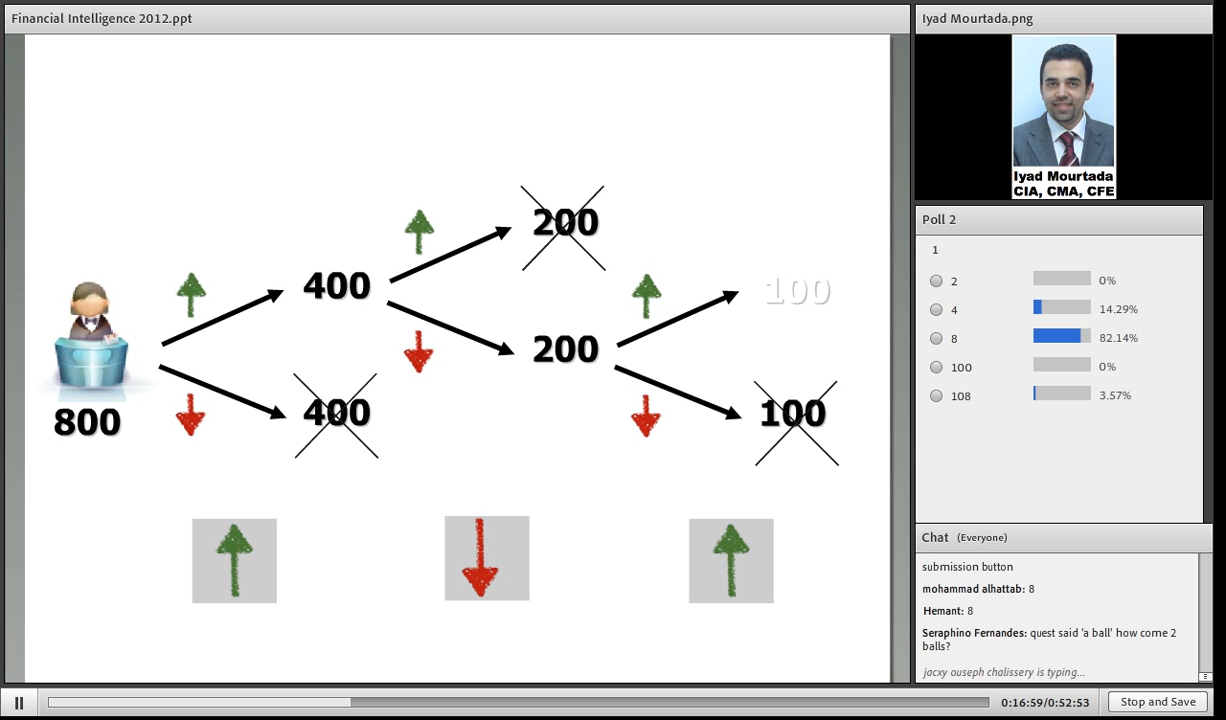 Financial Intelligence 2012.ppt
200
400
100
200
800
400
100
Iyad Mourtada.png
Iyad Mourtada
CIA, CMA, CFE
Poll 2
1
2 0%
4 14.29%
8 82.14%
100 0%
108 3.57%
Chat (Everyone)
submission button
mohammad alhattab: 8
Hemant: 8
Seraphino Fernandes: quest said 'a ball' how come 2
balls?
jacxy ouseph chalissery is typing...
0:16:59/0:52:53
Stop and Save